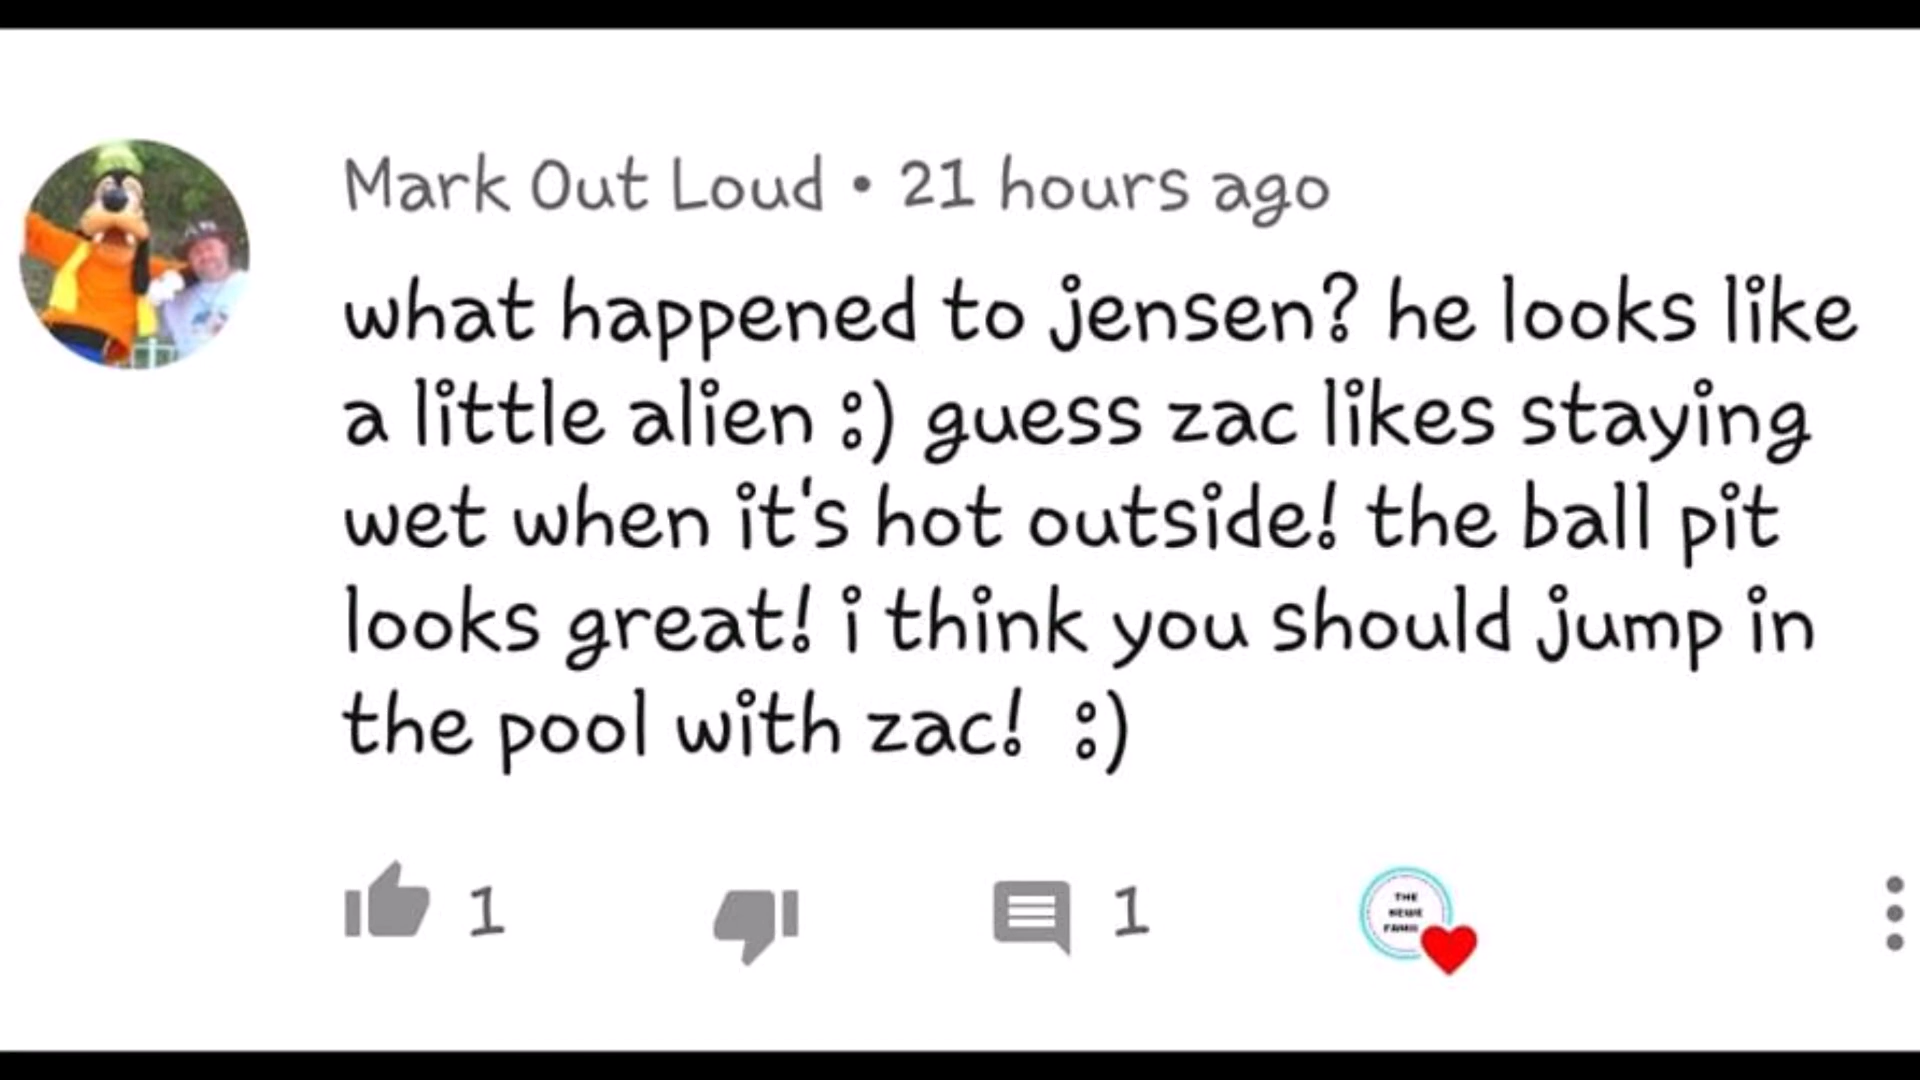 Mark Out Loud • 21 hours ago
what happened to jensen? he looks like
a little alien :) guess zac likes staying
wet when it's hot outside! the ball pit
looks great! i think you should jump in
the pool with zac!  :)
1
1
THE